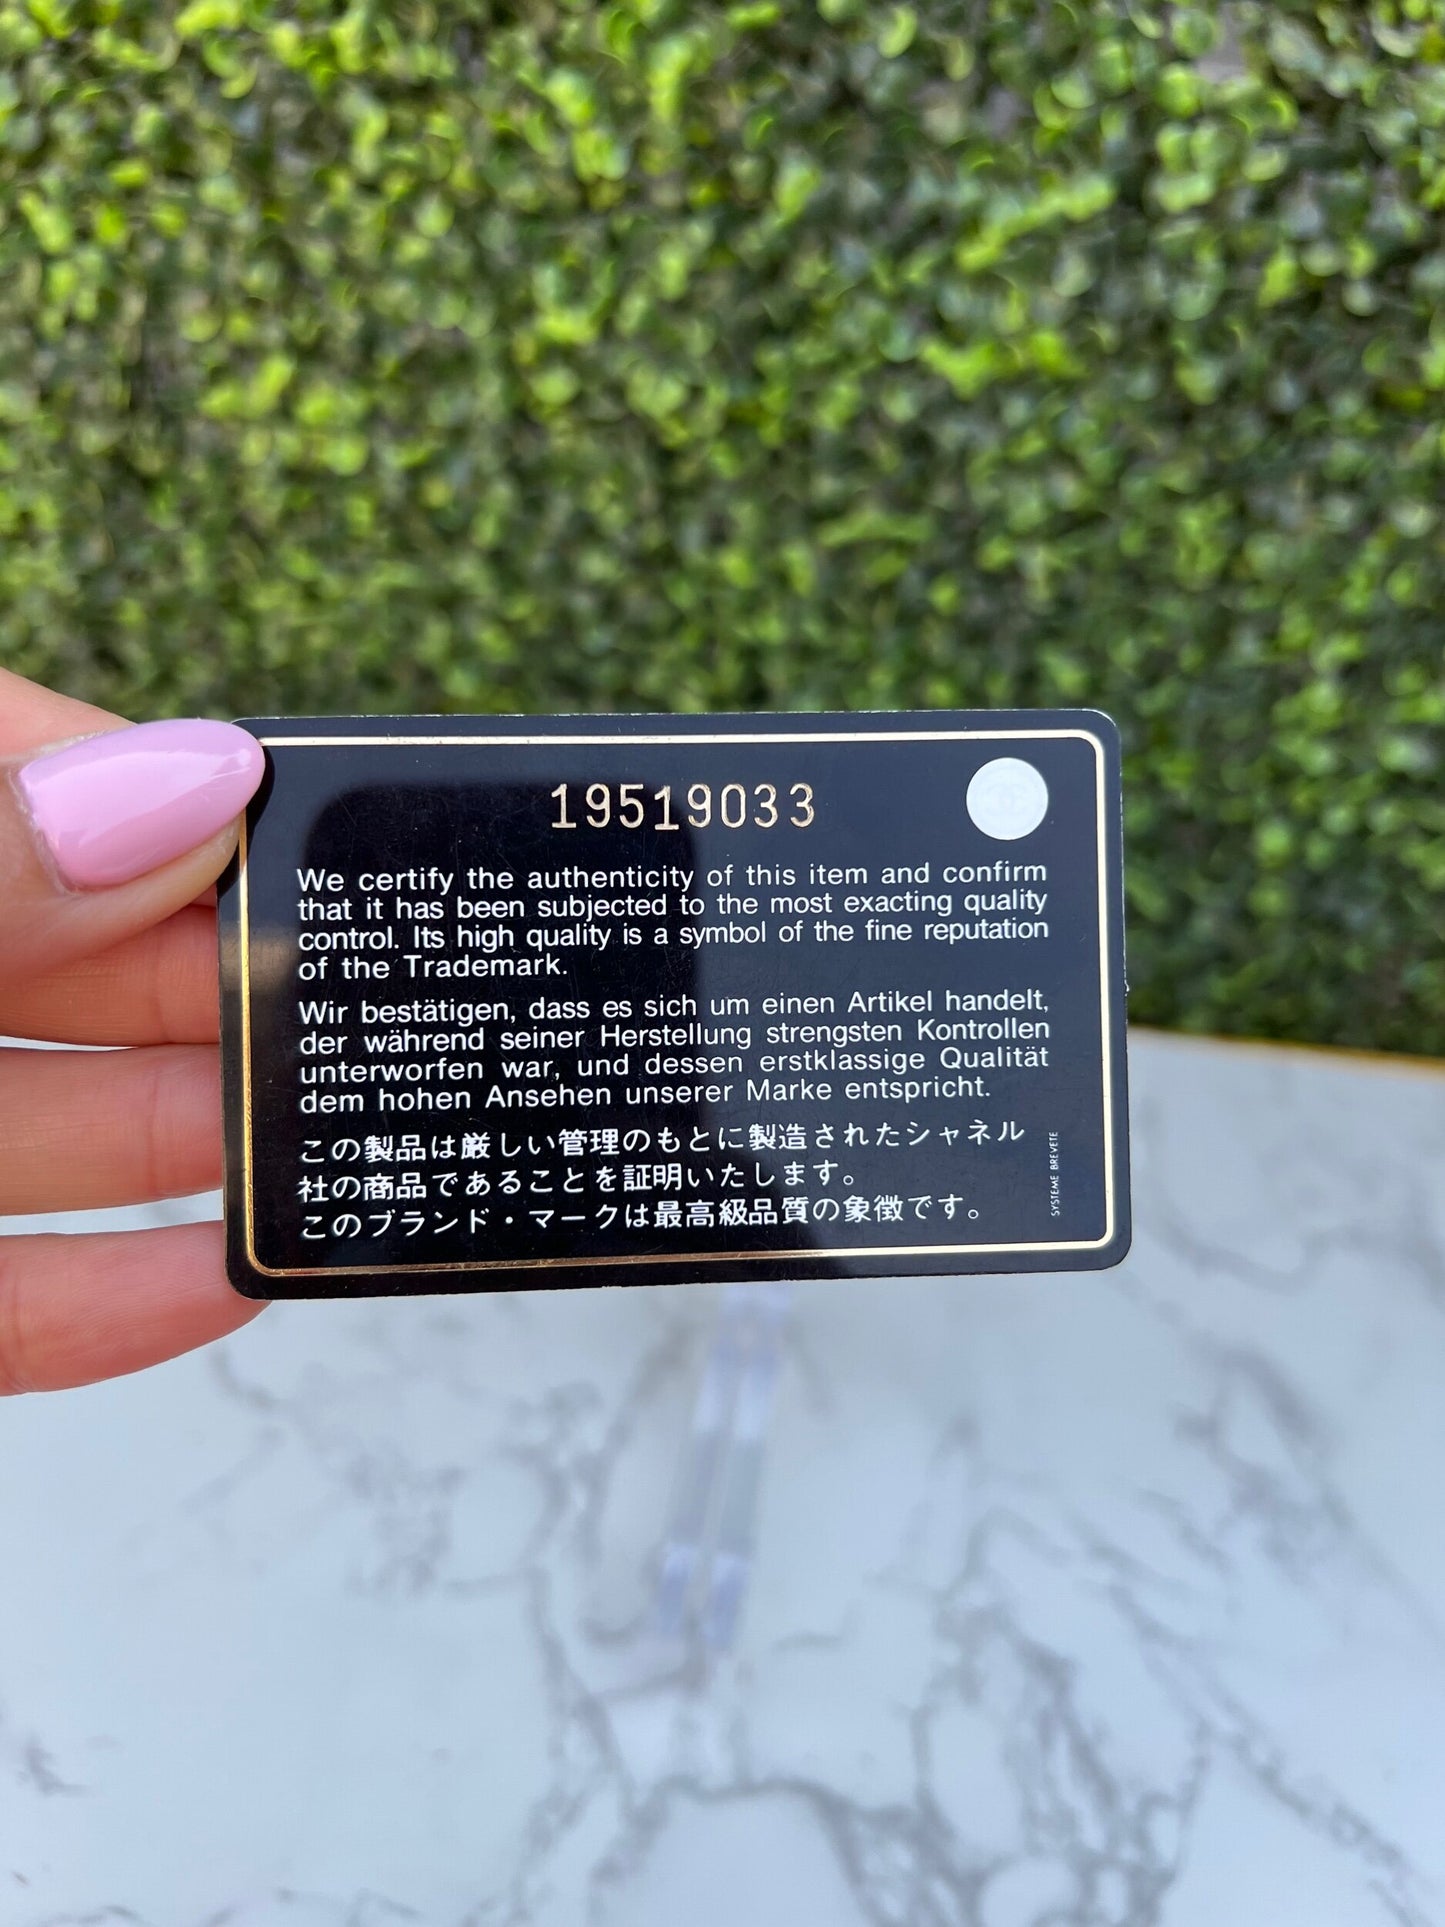 19519033
We certify the authenticity of this item and confirm
that it has been subjected to the most exacting quality
control. Its high quality is a symbol of the fine reputation
of the Trademark.
Wir bestätigen, dass es sich um einen Artikel handelt,
der während seiner Herstellung strengsten Kontrollen
unterworfen war, und dessen erstklassige Qualität
dem hohen Ansehen unserer Marke entspricht.
この製品は厳しい管理のもとに製造されたシャネル
社の商品であることを証明いたします。
このブランド・マークは最高級品質の象徴です。
SYSTEME BREVETE